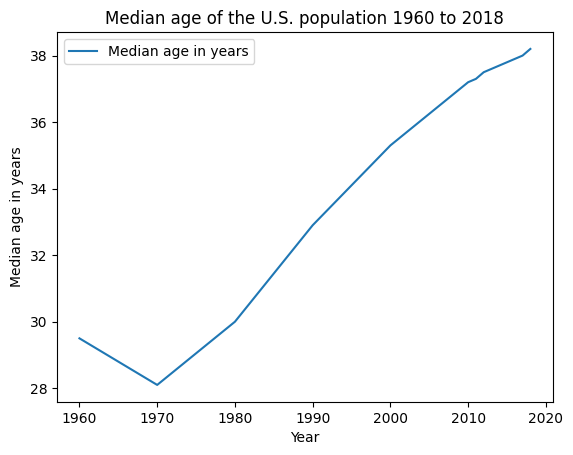 Median age of the U.S. population 1960 to 2018
Median age in years
38
36
34
32
30
28
Median age in years
1960 1970 1980 1990 2000 2010 2020
Year